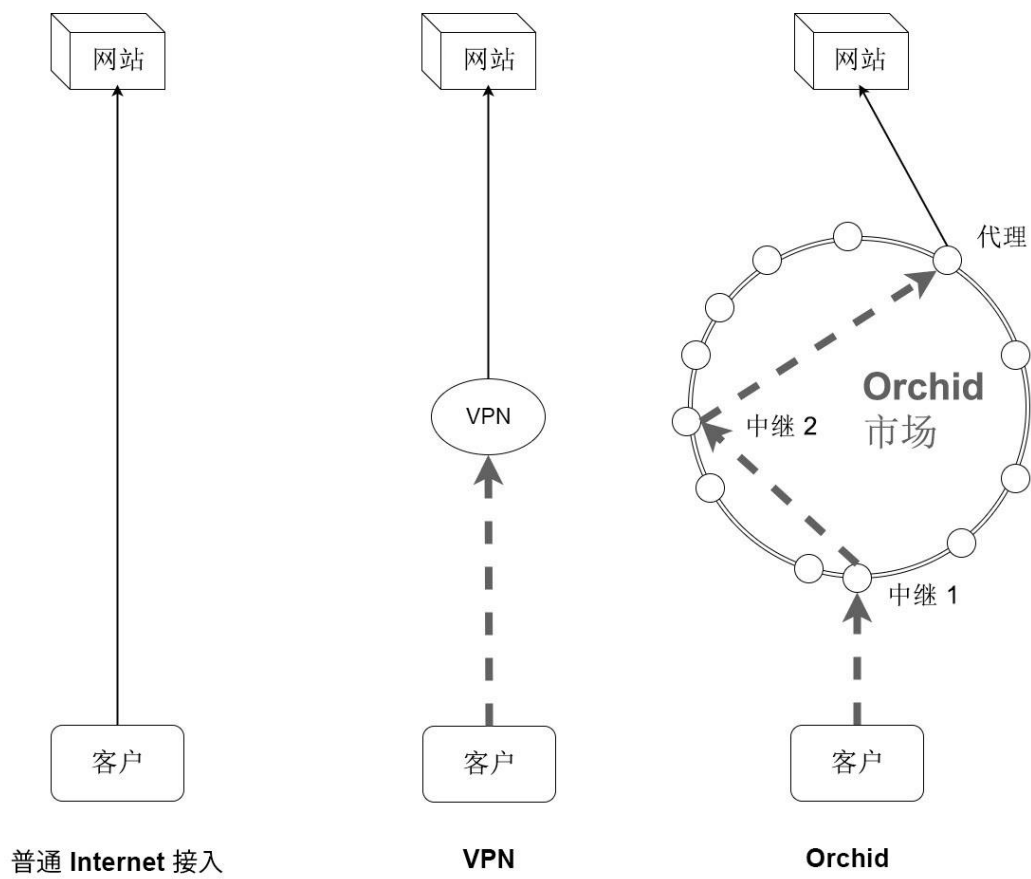 网站
网站
网站
代理
Orchid
市场
VPN
中继 2
中继 1
客户
客户
客户
普通 Internet 接入
VPN
Orchid